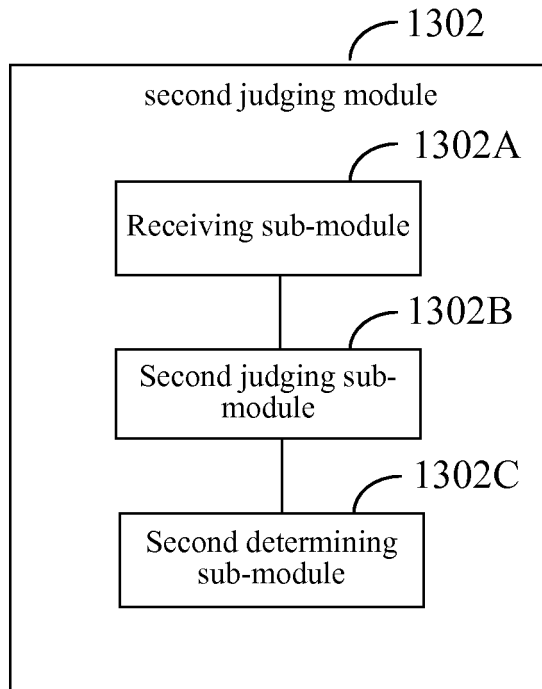 1302
second judging module
1302A
Receiving sub-module
1302B
Second judging sub-
module
1302C
Second determining
sub-module